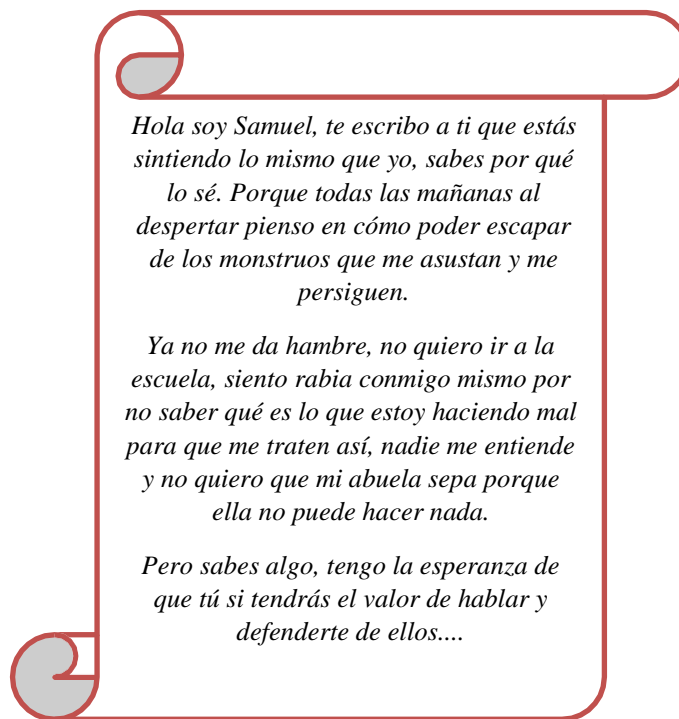 Hola soy Samuel, te escribo a ti que estás
sintiendo lo mismo que yo, sabes por qué
lo sé. Porque todas las mañanas al
despertar pienso en cómo poder escapar
de los monstruos que me asustan y me
persiguen.
Ya no me da hambre, no quiero ir a la
escuela, siento rabia conmigo mismo por
no saber qué es lo que estoy haciendo mal
para que me traten así, nadie me entiende
y no quiero que mi abuela sepa porque
ella no puede hacer nada.
Pero sabes algo, tengo la esperanza de
que tú si tendrás el valor de hablar y
defenderte de ellos....